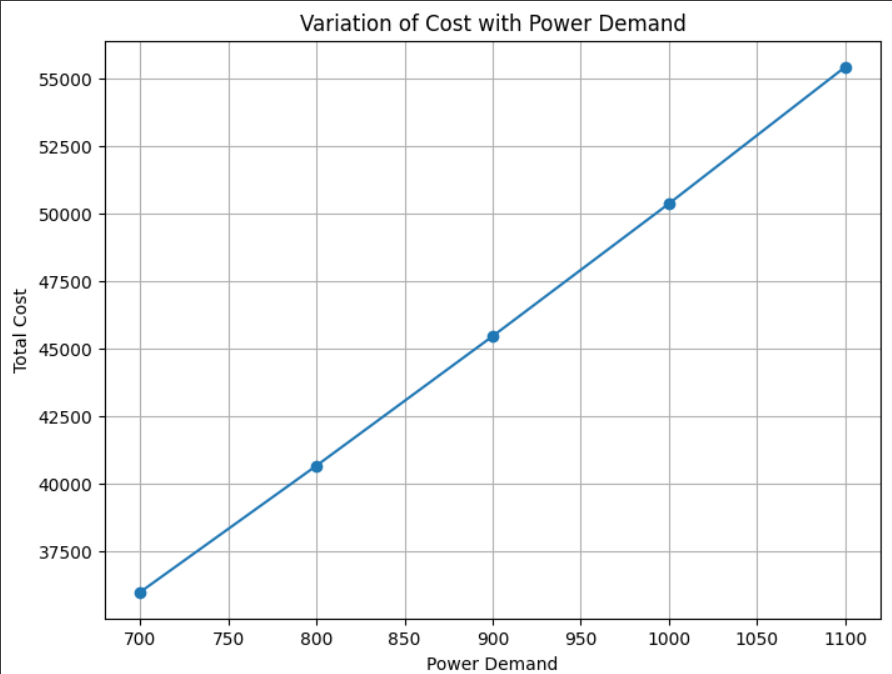 Variation of Cost with Power Demand
55000
52500
50000
47500
45000
42500
40000
37500
Total Cost
700 750 800 850 900 950 1000 1050 1100
Power Demand